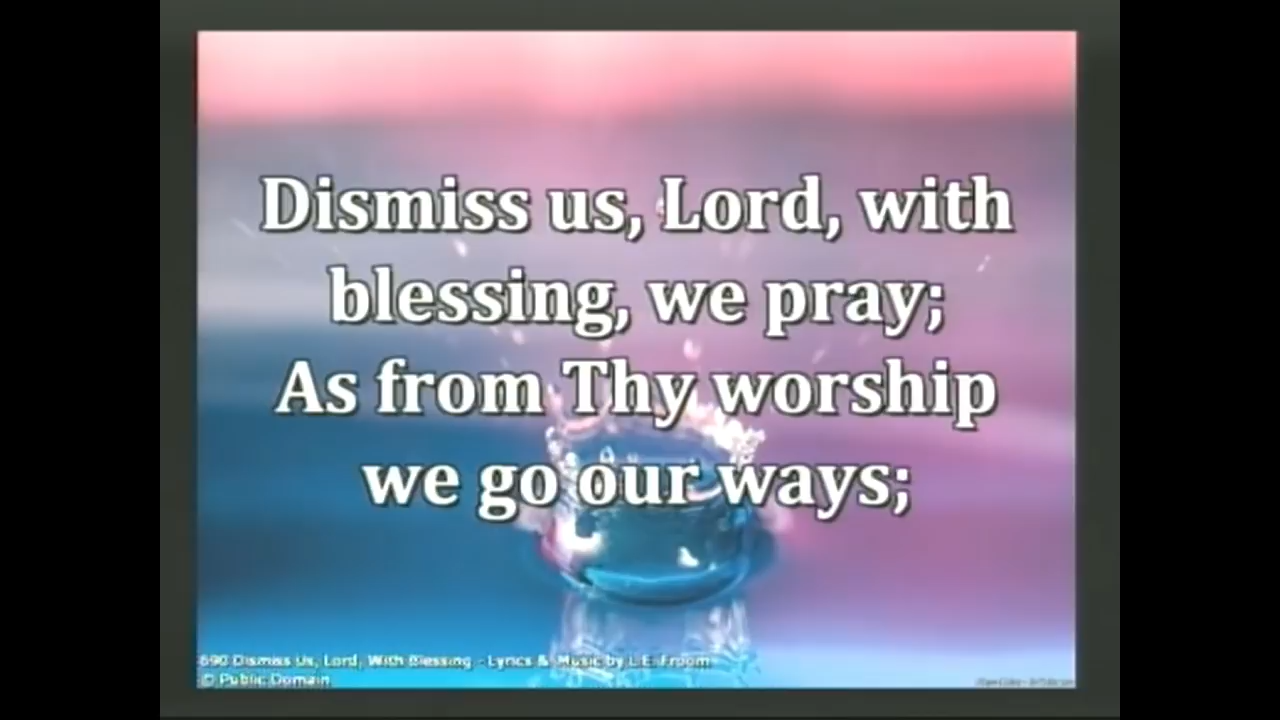 Dismiss us, Lord, with
blessing, we pray;
As from Thy worship
we go our ways;
690 Dismiss Us, Lord, With Blessing - Lyrics & Music by L.E. Froom
© Public Domain